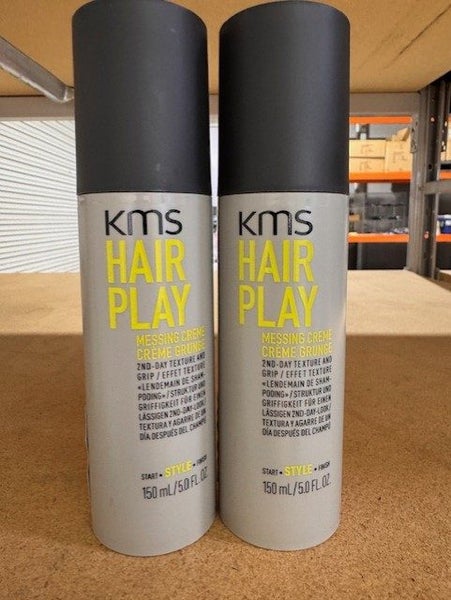 KMS
HAIR
PLAY
MESSING CREME
CRÈME GRUNGE
2ND-DAY TEXTURE AND
GRIP / EFFET TEXTURE
«LENDEMAIN DE SHAM-
POOING» / STRUKTUR UND
GRIFFIGKEIT FÜR EINEN
LÄSSIGEN 2ND-DAY-LOOK /
TEXTURA Y AGARRE DE UN
DÍA DESPUÉS DEL CHAMPÚ
START • STYLE • FINISH
150 mL/5.0 FL.OZ.
KMS
HAIR
PLAY
MESSING CREME
CRÈME GRUNGE
2ND-DAY TEXTURE AND
GRIP / EFFET TEXTURE
«LENDEMAIN DE SHAM-
POOING» / STRUKTUR UND
GRIFFIGKEIT FÜR EINEN
LÄSSIGEN 2ND-DAY-LOOK /
TEXTURA Y AGARRE DE UN
DÍA DESPUÉS DEL CHAMPÚ
START • STYLE • FINISH
150 mL/5.0 FL.OZ.